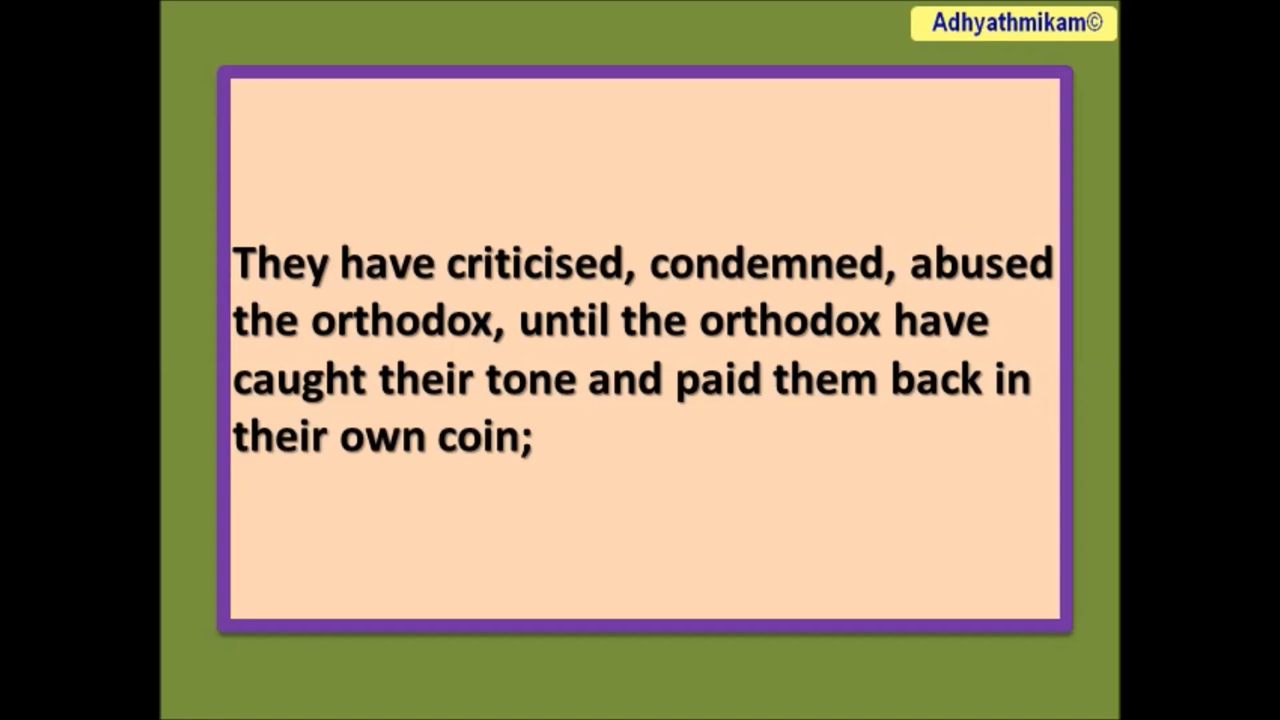 Adhyathmikam©
They have criticised, condemned, abused
the orthodox, until the orthodox have
caught their tone and paid them back in
their own coin;